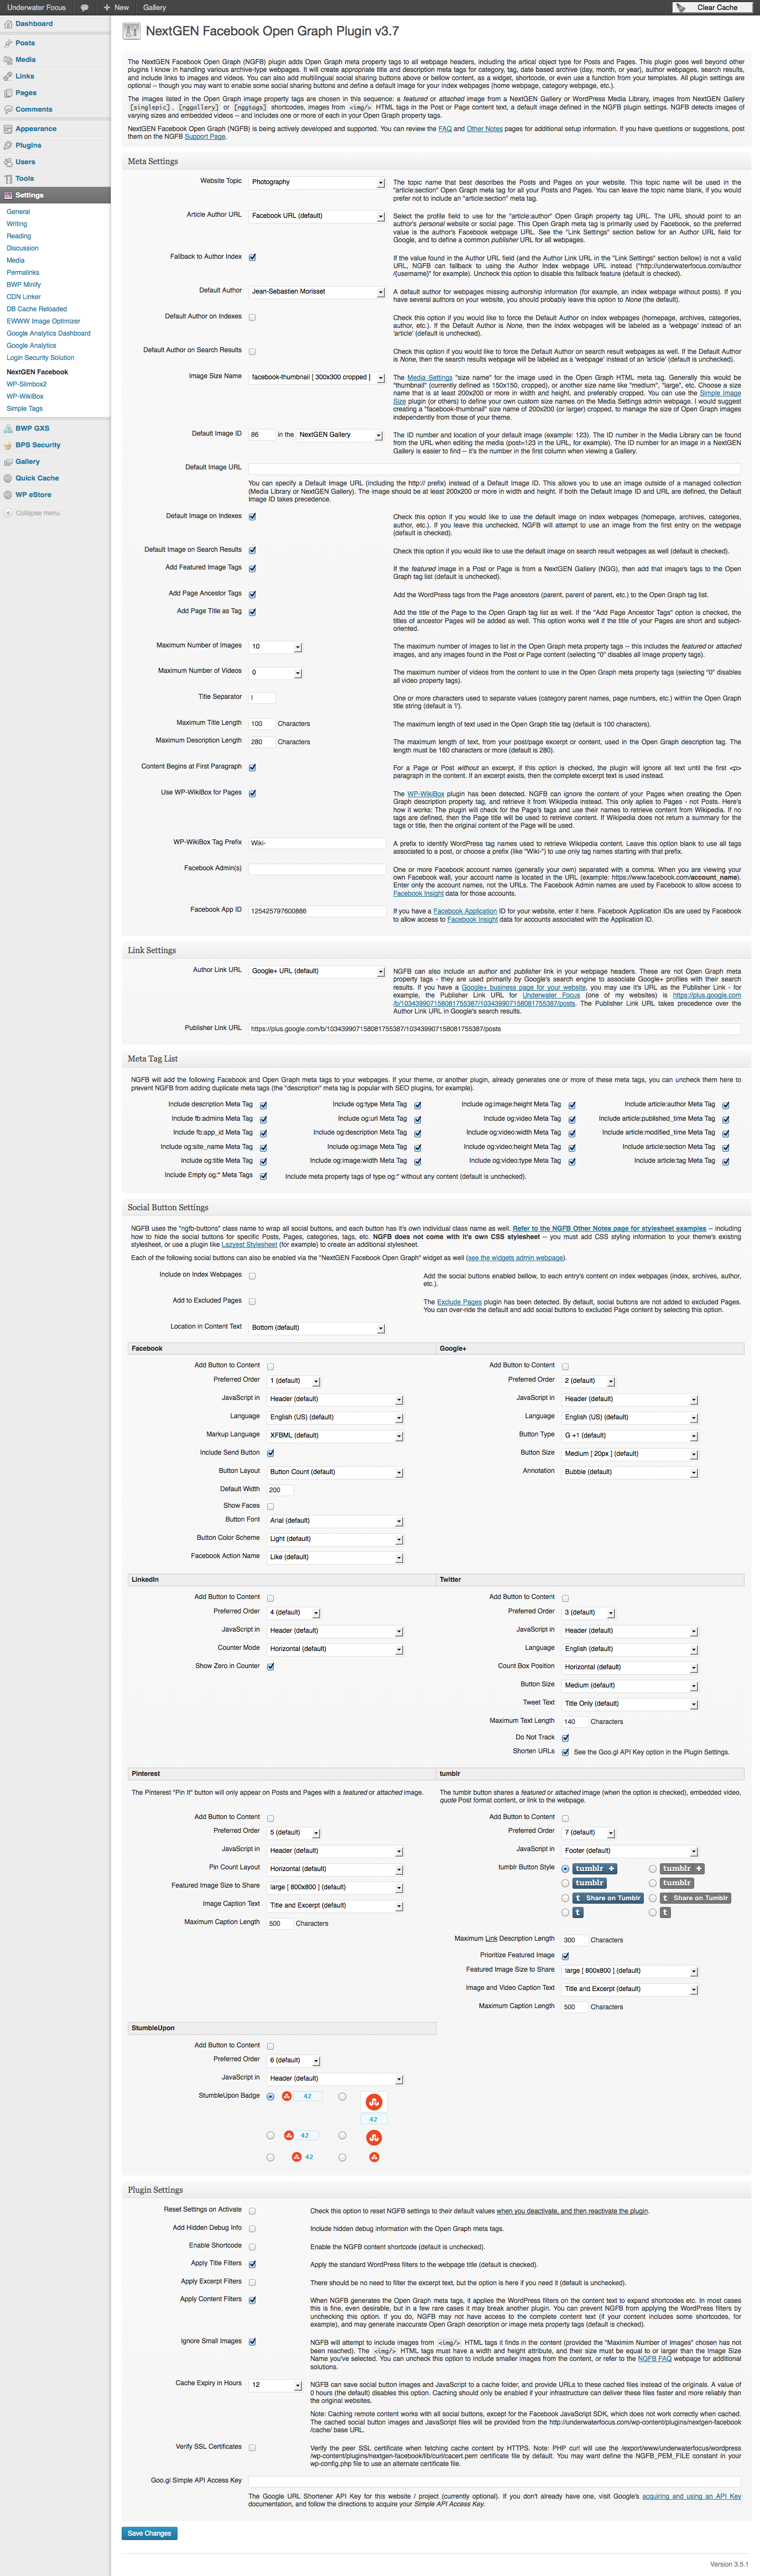 Underwater Focus
+ New
Gallery
Clear Cache
Dashboard
Posts
Media
Links
Pages
Comments
Appearance
Plugins
Users
Tools
Settings
General
Writing
Reading
Discussion
Media
Permalinks
BWP Minify
CDN Linker
DB Cache Reloaded
EWWW Image Optimizer
Google Analytics Dashboard
Google Analytics
Login Security Solution
NextGEN Facebook
WP-Slimbox2
WP-WikiBox
Simple Tags
BWP GXS
BPS Security
Gallery
Quick Cache
WP eStore
Collapse menu
NextGEN Facebook Open Graph Plugin v3.7
The NextGEN Facebook Open Graph (NGFB) plugin adds Open Graph meta property tags to all webpage headers, including the artical object type for Posts and Pages. This plugin goes well beyond other
plugins I know in handling various archive-type webpages. It will create appropriate title and description meta tags for category, tag, date based archive (day, month, or year), author webpages, search results,
and include links to images and videos. You can also add multilingual social sharing buttons above or bellow content, as a widget, shortcode, or even use a function from your templates. All plugin settings are
optional -- though you may want to enable some social sharing buttons and define a default image for your index webpages (home webpage, category webpage, etc.).
The images listed in the Open Graph image property tags are chosen in this sequence: a featured or attached image from a NextGEN Gallery or WordPress Media Library, images from NextGEN Gallery
[singlepic], [nggallery] or [nggtags] shortcodes, images from <img/> HTML tags in the Post or Page content text, a default image defined in the NGFB plugin settings. NGFB detects images of
varying sizes and embedded videos -- and includes one or more of each in your Open Graph property tags.
NextGEN Facebook Open Graph (NGFB) is being actively developed and supported. You can review the FAQ and Other Notes pages for additional setup information. If you have questions or suggestions, post
them on the NGFB Support Page.
Meta Settings
Website Topic Photography The topic name that best describes the Posts and Pages on your website. This topic name will be used in the
"article:section" Open Graph meta tag for all your Posts and Pages. You can leave the topic name blank, if you would
prefer not to include an "article:section" meta tag.
Article Author URL Facebook URL (default) Select the profile field to use for the "article:author" Open Graph property tag URL. The URL should point to an
author's personal website or social page. This Open Graph meta tag is primarily used by Facebook, so the preferred
value is the author's Facebook webpage URL. See the "Link Settings" section bellow for an Author URL field for
Google, and to define a common publisher URL for all webpages.
Fallback to Author Index If the value found in the Author URL field (and the Author Link URL in the "Link Settings" section bellow) is not a valid
URL, NGFB can fallback to using the Author Index webpage URL instead ("http://underwaterfocus.com/author
/{username}" for example). Uncheck this option to disable this fallback feature (default is checked).
Default Author Jean-Sebastien Morisset A default author for webpages missing authorship information (for example, an index webpage without posts). If you
have several authors on your website, you should probably leave this option to None (the default).
Default Author on Indexes Check this option if you would like to force the Default Author on index webpages (homepage, archives, categories,
author, etc.). If the Default Author is None, then the index webpages will be labeled as a 'webpage' instead of an
'article' (default is unchecked).
Default Author on Search Results Check this option if you would like to force the Default Author on search result webpages as well. If the Default Author
is None, then the search results webpage will be labeled as a 'webpage' instead of an 'article' (default is unchecked).
Image Size Name facebook-thumbnail [ 300x300 cropped ] The Media Settings "size name" for the image used in the Open Graph HTML meta tag. Generally this would be
"thumbnail" (currently defined as 150x150, cropped), or another size name like "medium", "large", etc. Choose a size
name that is at least 200x200 or more in width and height, and preferably cropped. You can use the Simple Image
Size plugin (or others) to define your own custom size names on the Media Settings admin webpage. I would suggest
creating a "facebook-thumbnail" size name of 200x200 (or larger) cropped, to manage the size of Open Graph images
independently from those of your theme.
Default Image ID 86 in the NextGEN Gallery The ID number and location of your default image (example: 123). The ID number in the Media Library can be found
from the URL when editing the media (post=123 in the URL, for example). The ID number for an image in a NextGEN
Gallery is easier to find -- it's the number in the first column when viewing a Gallery.
Default Image URL
You can specify a Default Image URL (including the http:// prefix) instead of a Default Image ID. This allows you to use an image outside of a managed collection
(Media Library or NextGEN Gallery). The image should be at least 200x200 or more in width and height. If both the Default Image ID and URL are defined, the Default
Image ID takes precedence.
Default Image on Indexes Check this option if you would like to use the default image on index webpages (homepage, archives, categories,
author, etc.). If you leave this unchecked, NGFB will attempt to use an image from the first entry on the webpage
(default is checked).
Default Image on Search Results Check this option if you would like to use the default image on search result webpages as well (default is checked).
Add Featured Image Tags If the featured image in a Post or Page is from a NextGEN Gallery (NGG), then add that image's tags to the Open
Graph tag list (default is unchecked).
Add Page Ancestor Tags Add the WordPress tags from the Page ancestors (parent, parent of parent, etc.) to the Open Graph tag list.
Add Page Title as Tag Add the title of the Page to the Open Graph tag list as well. If the "Add Page Ancestor Tags" option is checked, the
titles of ancestor Pages will be added as well. This option works well if the title of your Pages are short and subject-
oriented.
Maximum Number of Images 10 The maximum number of images to list in the Open Graph meta property tags -- this includes the featured or attached
images, and any images found in the Post or Page content (selecting "0" disables all image property tags).
Maximum Number of Videos 0 The maximum number of videos from the content to use in the Open Graph meta property tags (selecting "0" disables
all video property tags).
Title Separator | One or more characters used to separate values (category parent names, page numbers, etc.) within the Open Graph
title string (default is '|').
Maximum Title Length 100 Characters The maximum length of text used in the Open Graph title tag (default is 100 characters).
Maximum Description Length 280 Characters The maximum length of text, from your post/page excerpt or content, used in the Open Graph description tag. The
length must be 160 characters or more (default is 280).
Content Begins at First Paragraph For a Page or Post without an excerpt, if this option is checked, the plugin will ignore all text until the first <p>
paragraph in the content. If an excerpt exists, then the complete excerpt text is used instead.
Use WP-WikiBox for Pages The WP-WikiBox plugin has been detected. NGFB can ignore the content of your Pages when creating the Open
Graph description property tag, and retrieve it from Wikipedia instead. This only aplies to Pages - not Posts. Here's
how it works: The plugin will check for the Page's tags and use their names to retrieve content from Wikipedia. If no
tags are defined, then the Page title will be used to retrieve content. If Wikipedia does not return a summary for the
tags or title, then the original content of the Page will be used.
WP-WikiBox Tag Prefix Wiki- A prefix to identify WordPress tag names used to retrieve Wikipedia content. Leave this option blank to use all tags
associated to a post, or choose a prefix (like "Wiki-") to use only tag names starting with that prefix.
Facebook Admin(s) One or more Facebook account names (generally your own) separated with a comma. When you are viewing your
own Facebook wall, your account name is located in the URL (example: https://www.facebook.com/account_name).
Enter only the account names, not the URLs. The Facebook Admin names are used by Facebook to allow access to
Facebook Insight data for those accounts.
Facebook App ID 125425797600886 If you have a Facebook Application ID for your website, enter it here. Facebook Application IDs are used by Facebook
to allow access to Facebook Insight data for accounts associated with the Application ID.
Link Settings
Author Link URL Google+ URL (default) NGFB can also include an author and publisher link in your webpage headers. These are not Open Graph meta
property tags - they are used primarily by Google's search engine to associate Google+ profiles with their search
results. If you have a Google+ business page for your website, you may use it's URL as the Publisher Link - for
example, the Publisher Link URL for Underwater Focus (one of my websites) is https://plus.google.com
/b/103439907158081755387/103439907158081755387/posts. The Publisher Link URL takes precedence over the
Author Link URL in Google's search results.
Publisher Link URL https://plus.google.com/b/103439907158081755387/103439907158081755387/posts
Meta Tag List
NGFB will add the following Facebook and Open Graph meta tags to your webpages. If your theme, or another plugin, already generates one or more of these meta tags, you can uncheck them here to
prevent NGFB from adding duplicate meta tags (the "description" meta tag is popular with SEO plugins, for example).
Include description Meta Tag Include og:type Meta Tag Include og:image:height Meta Tag Include article:author Meta Tag
Include fb:admins Meta Tag Include og:url Meta Tag Include og:video Meta Tag Include article:published_time Meta Tag
Include fb:app_id Meta Tag Include og:description Meta Tag Include og:video:width Meta Tag Include article:modified_time Meta Tag
Include og:site_name Meta Tag Include og:image Meta Tag Include og:video:height Meta Tag Include article:section Meta Tag
Include og:title Meta Tag Include og:image:width Meta Tag Include og:video:type Meta Tag Include article:tag Meta Tag
Include Empty og:* Meta Tags Include meta property tags of type og:* without any content (default is unchecked).
Social Button Settings
NGFB uses the "ngfb-buttons" class name to wrap all social buttons, and each button has it's own individual class name as well. Refer to the NGFB Other Notes page for stylesheet examples -- including
how to hide the social buttons for specific Posts, Pages, categories, tags, etc. NGFB does not come with it's own CSS stylesheet -- you must add CSS styling information to your theme's existing
stylesheet, or use a plugin like Lazyest Stylesheet (for example) to create an additional stylesheet.
Each of the following social buttons can also be enabled via the "NextGEN Facebook Open Graph" widget as well (see the widgets admin webpage).
Include on Index Webpages Add the social buttons enabled bellow, to each entry's content on index webpages (index, archives, author,
etc.).
Add to Excluded Pages The Exclude Pages plugin has been detected. By default, social buttons are not added to excluded Pages.
You can over-ride the default and add social buttons to excluded Page content by selecting this option.
Location in Content Text Bottom (default)
Facebook Google+
Add Button to Content Add Button to Content
Preferred Order 1 (default) Preferred Order 2 (default)
JavaScript in Header (default) JavaScript in Header (default)
Language English (US) (default) Language English (US) (default)
Markup Language XFBML (default) Button Type G +1 (default)
Include Send Button Button Size Medium [ 20px ] (default)
Button Layout Button Count (default) Annotation Bubble (default)
Default Width 200
Show Faces
Button Font Arial (default)
Button Color Scheme Light (default)
Facebook Action Name Like (default)
LinkedIn Twitter
Add Button to Content Add Button to Content
Preferred Order 4 (default) Preferred Order 3 (default)
JavaScript in Header (default) JavaScript in Header (default)
Counter Mode Horizontal (default) Language English (default)
Show Zero in Counter Count Box Position Horizontal (default)
Button Size Medium (default)
Tweet Text Title Only (default)
Maximum Text Length 140 Characters
Do Not Track
Shorten URLs See the Goo.gl API Key option in the Plugin Settings.
Pinterest tumblr
The Pinterest "Pin It" button will only appear on Posts and Pages with a featured or attached image. The tumblr button shares a featured or attached image (when the option is checked), embedded video,
quote Post format content, or link to the webpage.
Add Button to Content Add Button to Content
Preferred Order 5 (default) Preferred Order 7 (default)
JavaScript in Header (default) JavaScript in Footer (default)
Pin Count Layout Horizontal (default) tumblr Button Style tumblr + tumblr +
Featured Image Size to Share large [ 800x800 ] (default) tumblr tumblr
Image Caption Text Title and Excerpt (default) t Share on Tumblr t Share on Tumblr
Maximum Caption Length 500 Characters t t
Maximum Link Description Length 300 Characters
Prioritize Featured Image
Featured Image Size to Share large [ 800x800 ] (default)
Image and Video Caption Text Title and Excerpt (default)
Maximum Caption Length 500 Characters
StumbleUpon
Add Button to Content
Preferred Order 6 (default)
JavaScript in Header (default)
StumbleUpon Badge 42
42
42
42
Plugin Settings
Reset Settings on Activate Check this option to reset NGFB settings to their default values when you deactivate, and then reactivate the plugin.
Add Hidden Debug Info Include hidden debug information with the Open Graph meta tags.
Enable Shortcode Enable the NGFB content shortcode (default is unchecked).
Apply Title Filters Apply the standard WordPress filters to the webpage title (default is checked).
Apply Excerpt Filters There should be no need to filter the excerpt text, but the option is here if you need it (default is unchecked).
Apply Content Filters When NGFB generates the Open Graph meta tags, it applies the WordPress filters on the content text to expand shortcodes etc. In most cases
this is fine, even desirable, but in a few rare cases it may break another plugin. You can prevent NGFB from applying the WordPress filters by
unchecking this option. If you do, NGFB may not have access to the complete content text (if your content includes some shortcodes, for
example), and may generate inaccurate Open Graph description or image meta property tags (default is checked).
Ignore Small Images NGFB will attempt to include images from <img/> HTML tags it finds in the content (provided the "Maximim Number of Images" chosen has not
been reached). The <img/> HTML tags must have a width and height attribute, and their size must be equal to or larger than the Image Size
Name you've selected. You can uncheck this option to include smaller images from the content, or refer to the NGFB FAQ webpage for additional
solutions.
Cache Expiry in Hours 12 NGFB can save social button images and JavaScript to a cache folder, and provide URLs to these cached files instead of the originals. A value of
0 hours (the default) disables this option. Caching should only be enabled if your infrastructure can deliver these files faster and more reliably than
the original websites.
Note: Caching remote content works with all social buttons, except for the Facebook JavaScript SDK, which does not work correctly when cached.
The cached social button images and JavaScript files will be provided from the http://underwaterfocus.com/wp-content/plugins/nextgen-facebook
/cache/ base URL.
Verify SSL Certificates Verify the peer SSL certificate when fetching cache content by HTTPS. Note: PHP curl will use the /export/www/underwaterfocus/wordpress
/wp-content/plugins/nextgen-facebook/lib/curl/cacert.pem certificate file by default. You may want define the NGFB_PEM_FILE constant in your
wp-config.php file to use an alternate certificate file.
Goo.gl Simple API Access Key
The Google URL Shortener API Key for this website / project (currently optional). If you don't already have one, visit Google's acquiring and using an API Key
documentation, and follow the directions to acquire your Simple API Access Key.
Save Changes
Version 3.5.1